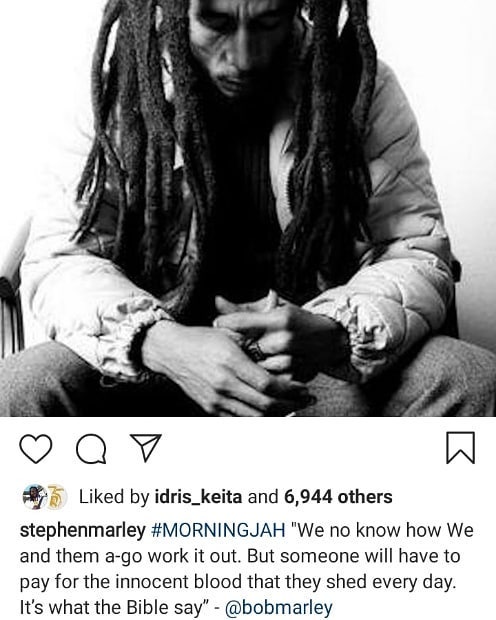 Liked by idris_keita and 6,944 others
stephenmarley #MORNINGJAH "We no know how We
and them a-go work it out. But someone will have to
pay for the innocent blood that they shed every day.
It's what the Bible say” - @bobmarley